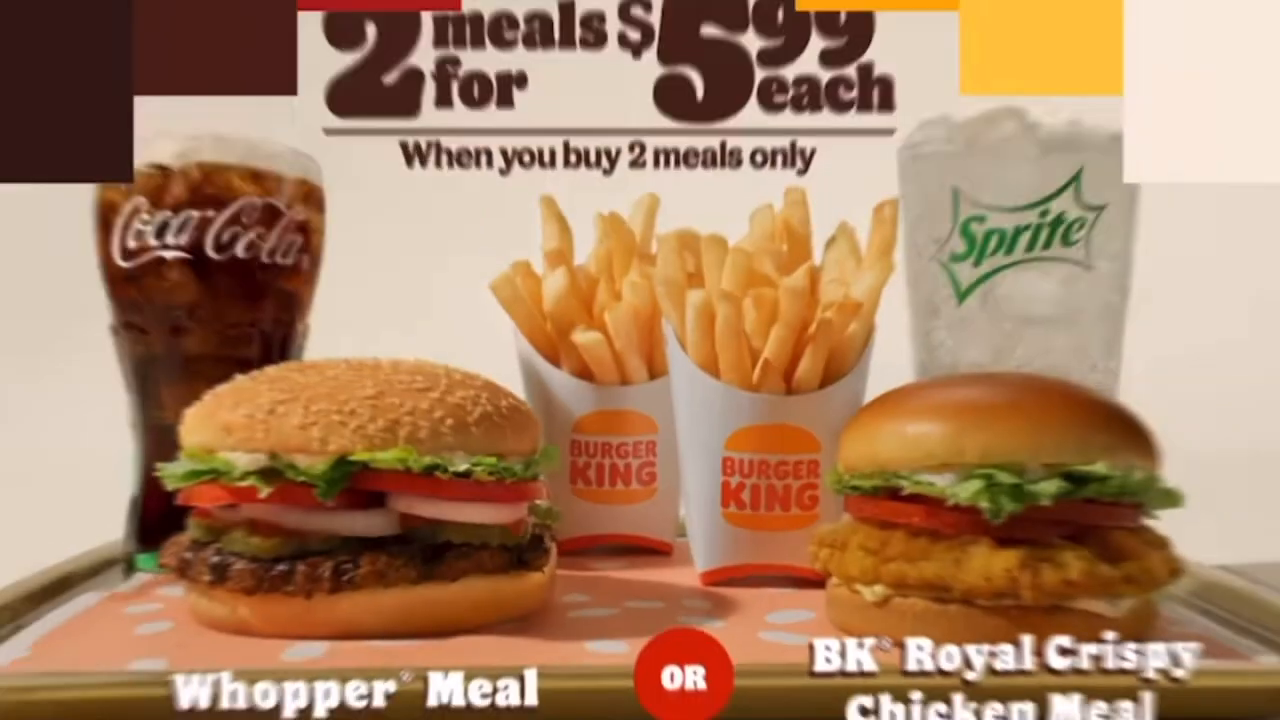 2 meals for $5.99 each
When you buy 2 meals only
Coca-Cola
Sprite
BURGER
KING
BURGER
KING
Whopper® Meal
OR
BK® Royal Crispy
Chicken Meal